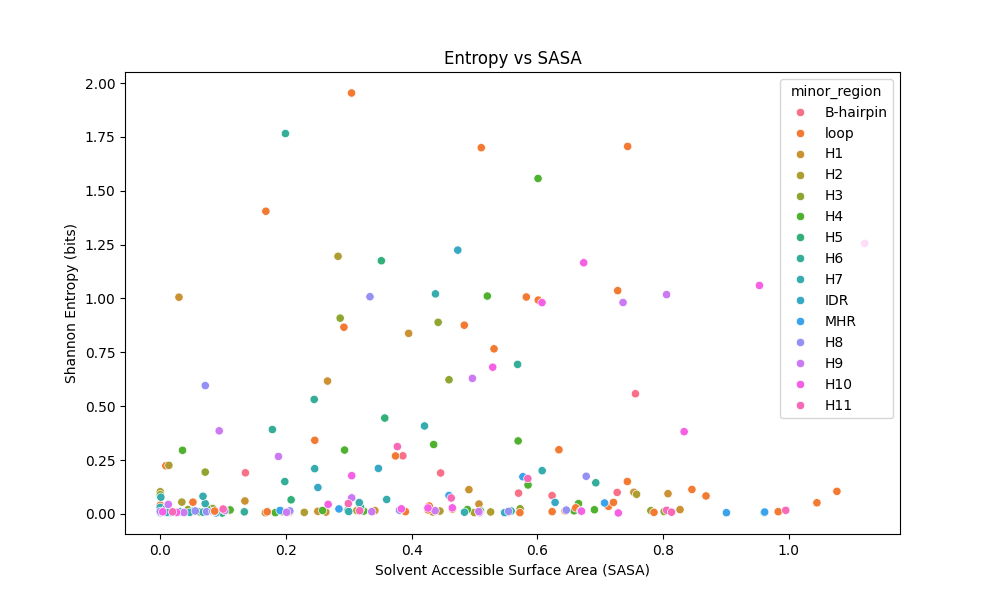 Entropy vs SASA
Shannon Entropy (bits)
2.00
1.75
1.50
1.25
1.00
0.75
0.50
0.25
0.00
0.0 0.2 0.4 0.6 0.8 1.0
Solvent Accessible Surface Area (SASA)
minor_region
B-hairpin
loop
H1
H2
H3
H4
H5
H6
H7
IDR
MHR
H8
H9
H10
H11